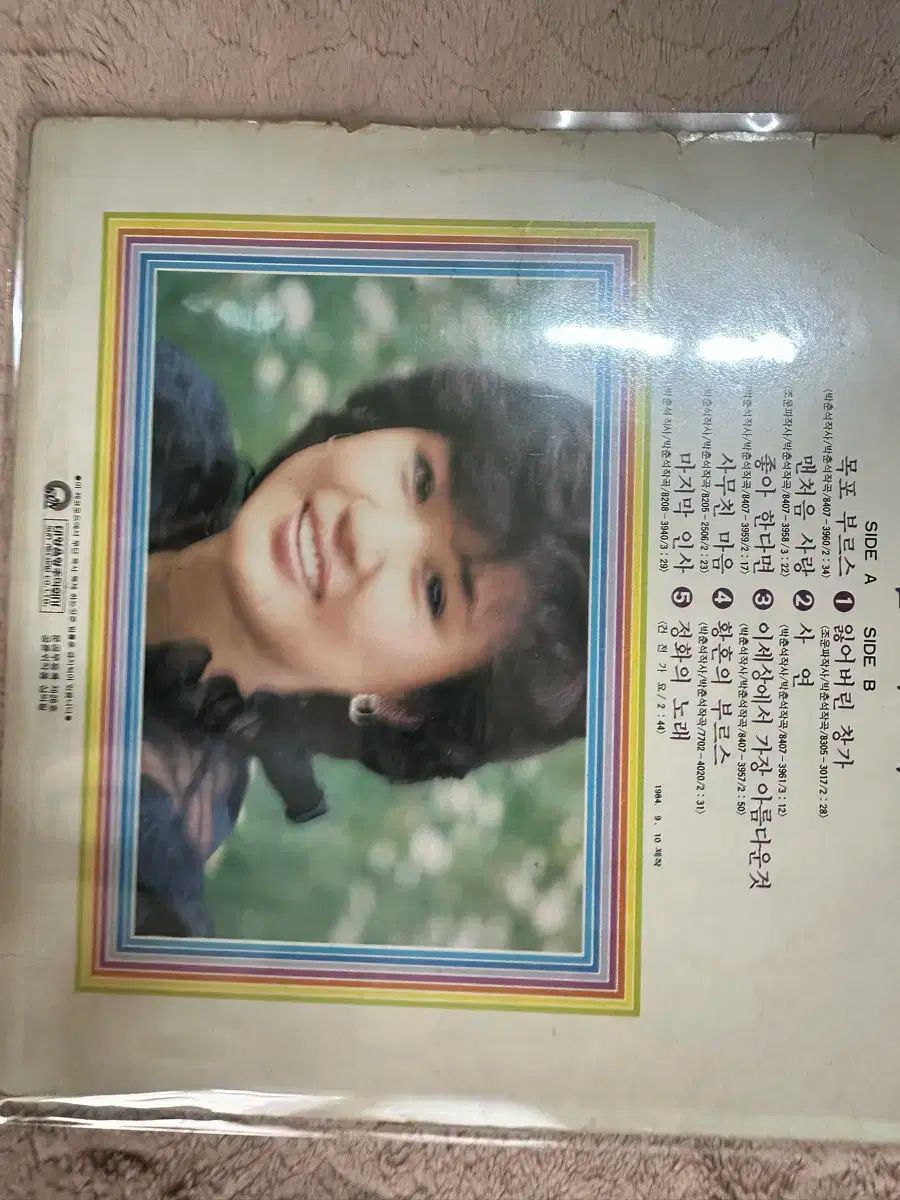 SIDE A
목포 부르스 ❶
(박춘석작사/박춘석작곡/8407-3960/2:34)
맨처음 사랑 ❷
(조운파작사/박춘석작곡/8407-3958/3:22)
좋아 한다면 ❸
박춘석작사/박춘석작곡/8407-3959/2:17)
사무친 마음 ❹
박춘석작사/박춘석작곡/8205-2506/2:23)
마지막 인사 ❺
박춘석작사/박춘석작곡/8208-3940/3:29)
SIDE B
잃어버린 창가
(조운파작사/박춘석작곡/8305-3017/2:28)
사 연
(박춘석작사/박춘석작곡/8407-3961/3:12)
이세상에서 가장 아름다운것
(박춘석작사/박춘석작곡/8407-3957/2:50)
황혼의 부르스
(박춘석작사/박춘석작곡/7702-4020/2:31)
정화의 노래
(건 전 가 요/2:44)
1984. 9. 10 제작